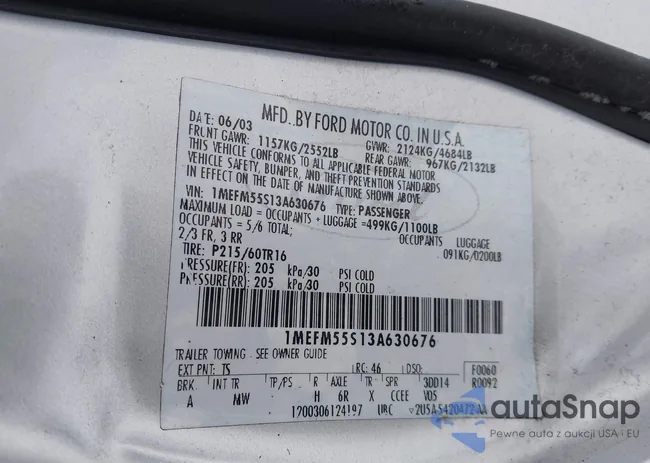 MFD. BY FORD MOTOR CO. IN U.S.A.
DATE: 06/03 GVWR: 2124KG/4684LB
FRONT GAWR: 1157KG/2552LB REAR GAWR: 967KG/2132LB
THIS VEHICLE CONFORMS TO ALL APPLICABLE FEDERAL MOTOR
VEHICLE SAFETY, BUMPER, AND THEFT PREVENTION STANDARDS
IN EFFECT ON THE DATE OF MANUFACTURE SHOWN ABOVE.
VIN: 1MEFM55S13A630676 TYPE: PASSENGER
MAXIMUM LOAD = OCCUPANTS + LUGGAGE = 499KG/1100LB
OCCUPANTS = 5/6 TOTAL: OCCUPANTS LUGGAGE
2/3 FR, 3 RR 091KG/0200LB
TIRE: P215/60TR16
PRESSURE(FR) 205 kPa/30 PSI COLD
PRESSURE(RR) 205 kPa/30 PSI COLD
1MEFM55S13A630676
TRAILER TOWING - SEE OWNER GUIDE
EXT PNT: TS RC: 46 DSO: F0060
BRK INT TR TP/PS R AXLE TR SPR 3DD14 R0092
A MW H 6R X CCEE V05
1200306124197 UBC
autoSnap
Pewne auta z aukcji USA i EU